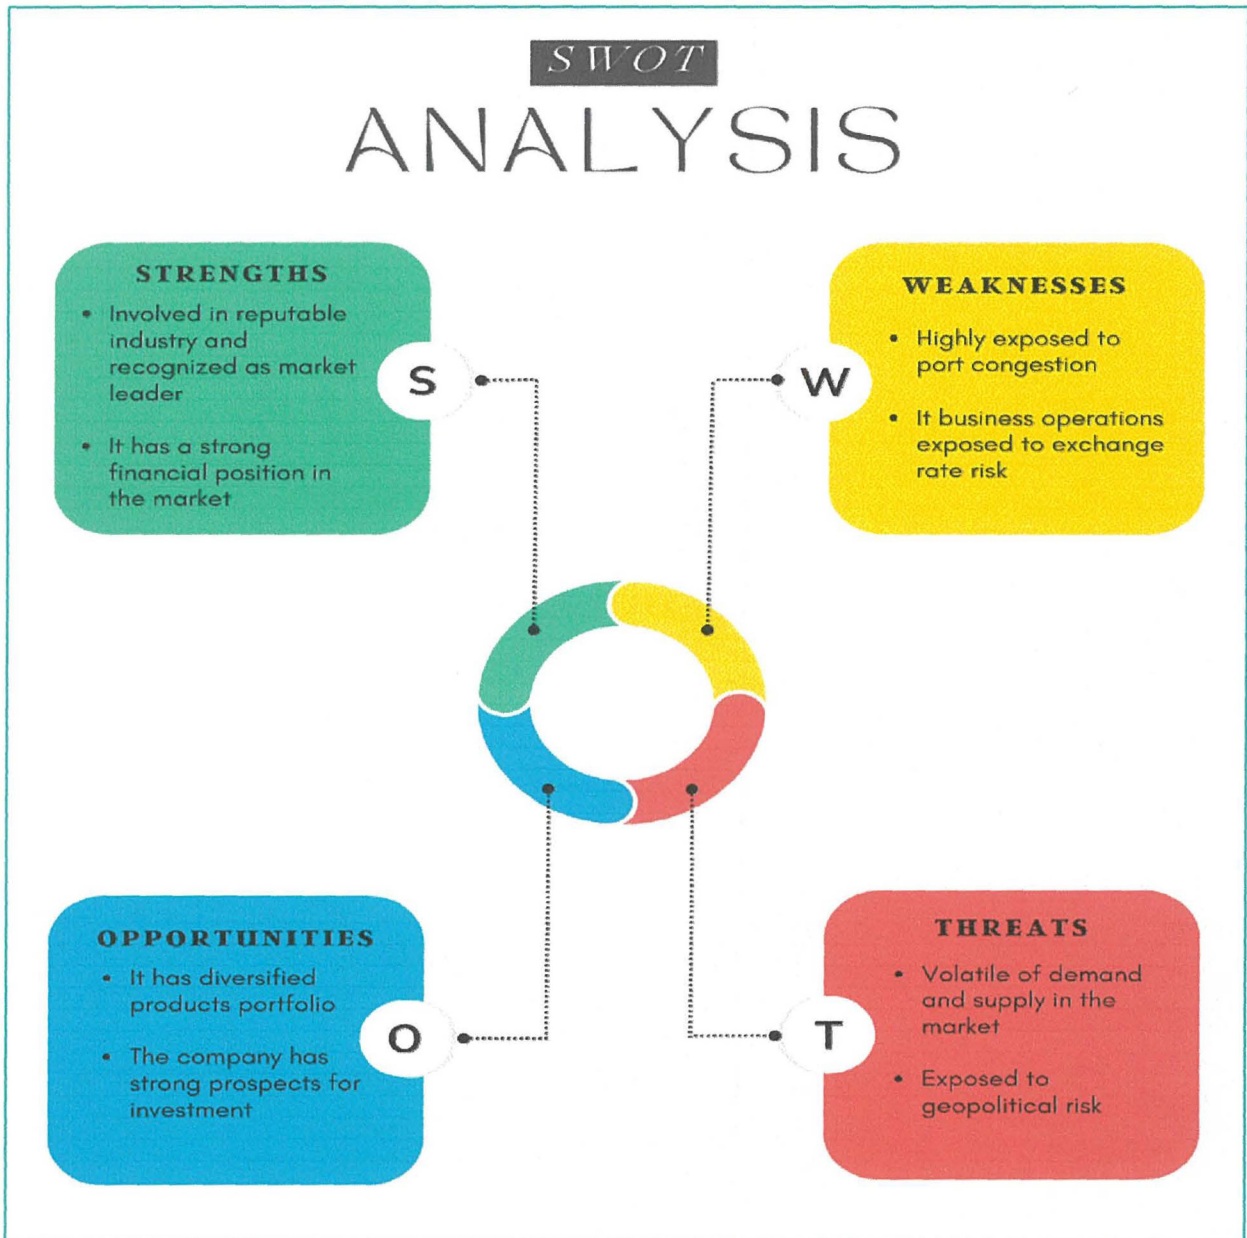 SWOT
ANALYSIS
STRENGTHS
• Involved in reputable
industry and
recognized as market
leader
• It has a strong
financial position in
the market
S
WEAKNESSES
• Highly exposed to
port congestion
• It business operations
exposed to exchange
rate risk
W
OPPORTUNITIES
• It has diversified
products portfolio
• The company has
strong prospects for
investment
O
THREATS
• Volatile of demand
and supply in the
market
• Exposed to
geopolitical risk
T